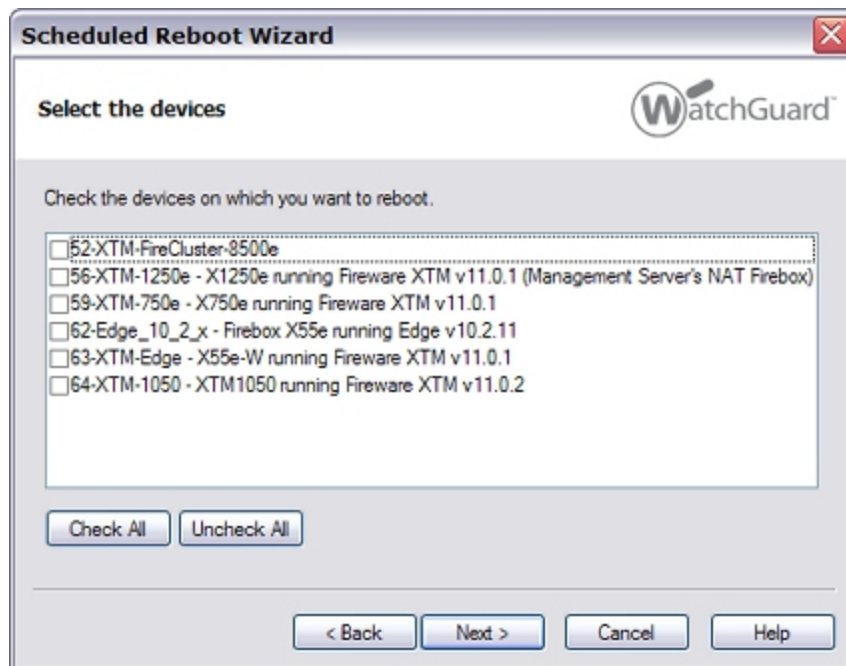 Scheduled Reboot Wizard
Select the devices
WatchGuard™
Check the devices on which you want to reboot.
52-XTM-FireCluster-8500e
56-XTM-1250e - X1250e running Fireware XTM v11.0.1 (Management Server's NAT Firebox)
59-XTM-750e - X750e running Fireware XTM v11.0.1
62-Edge_10_2_x - Firebox X55e running Edge v10.2.11
63-XTM-Edge - X55e-W running Fireware XTM v11.0.1
64-XTM-1050 - XTM1050 running Fireware XTM v11.0.2
Check All Uncheck All
< Back Next > Cancel Help